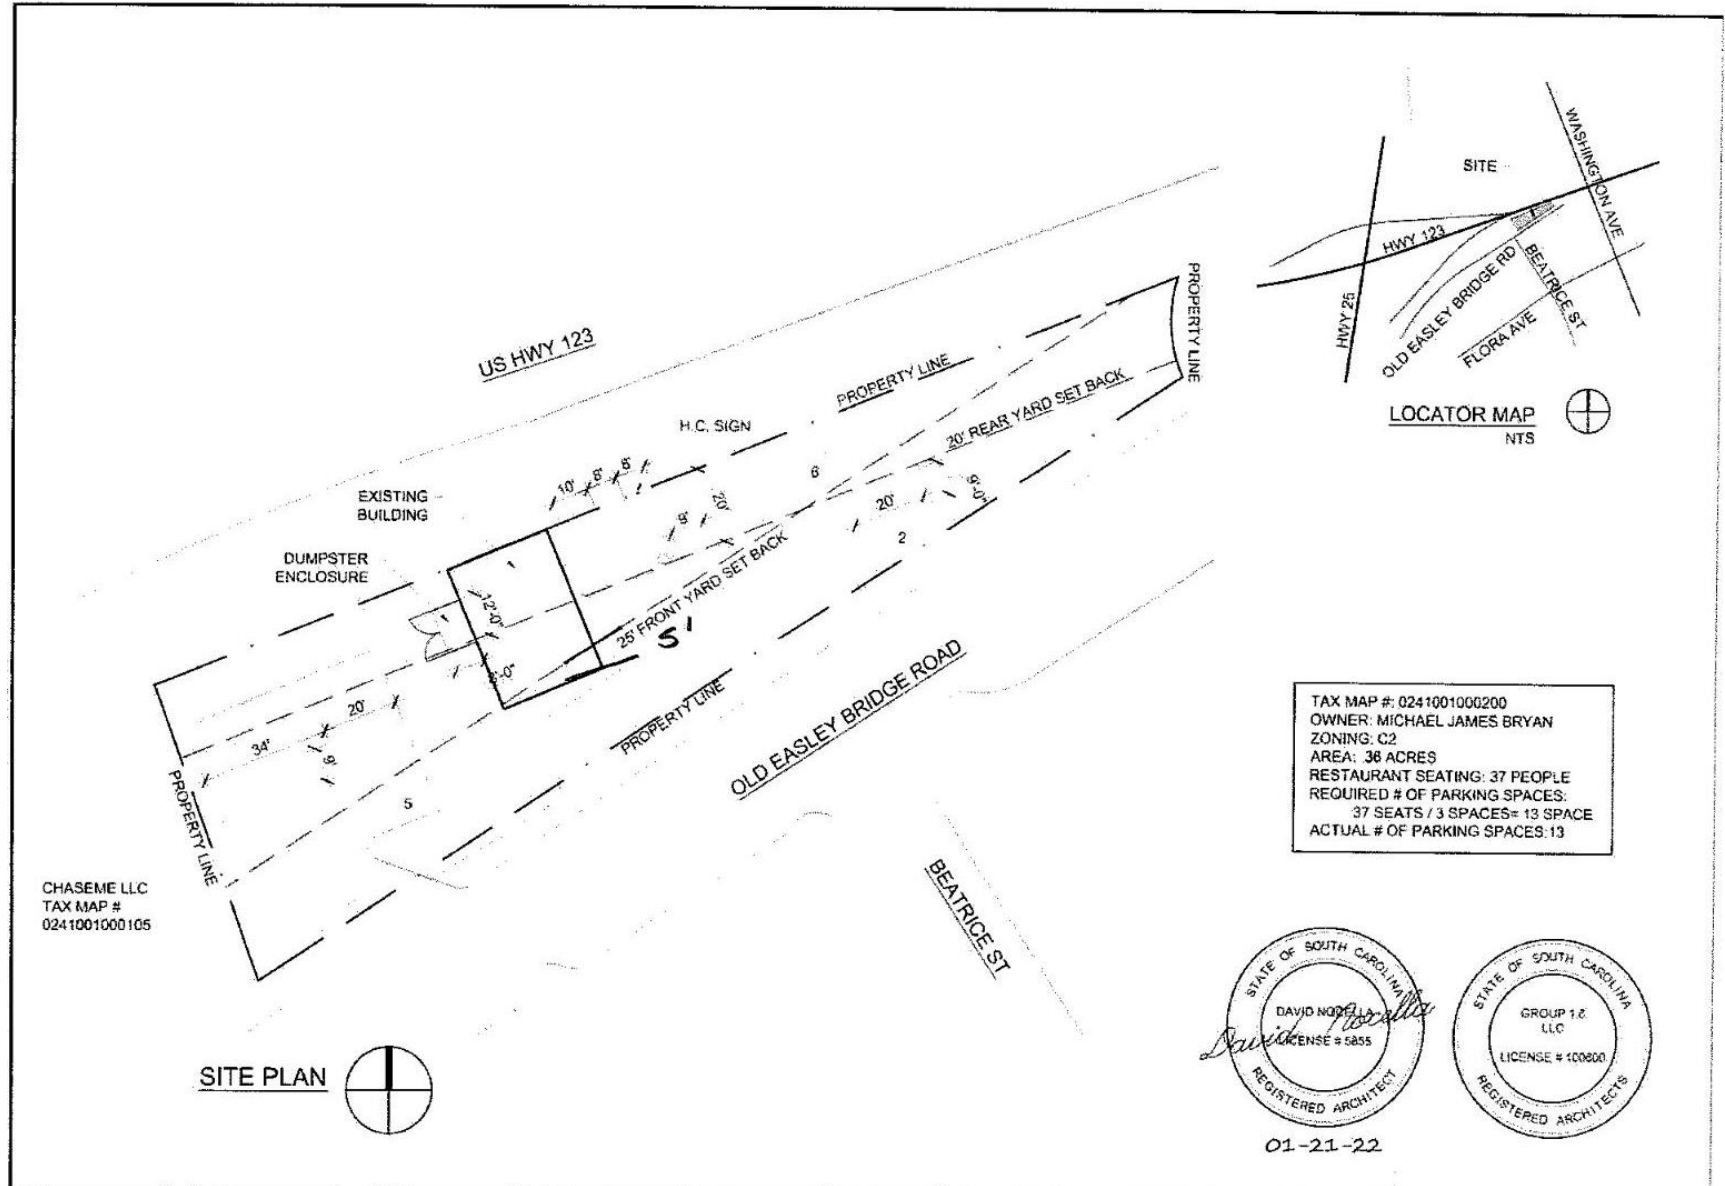 US HWY 123
PROPERTY LINE
H.C. SIGN
20' REAR YARD SET BACK
PROPERTY LINE
10'
8'
8'
6
EXISTING
BUILDING
20'
9'
20'
9'-0"
2
DUMPSTER
ENCLOSURE
12'-0"
25' FRONT YARD SET BACK
5'
PROPERTY LINE
OLD EASLEY BRIDGE ROAD
20'
34'
9'
5
PROPERTY LINE
CHASEME LLC
TAX MAP #
0241001000105
BEATRICE ST
SITE PLAN
SITE
WASHINGTON AVE
HWY 123
HWY 25
OLD EASLEY BRIDGE RD
BEATRICE ST
FLORA AVE
LOCATOR MAP
NTS
TAX MAP #: 0241001000200
OWNER: MICHAEL JAMES BRYAN
ZONING: C2
AREA: .36 ACRES
RESTAURANT SEATING: 37 PEOPLE
REQUIRED # OF PARKING SPACES:
37 SEATS / 3 SPACES= 13 SPACE
ACTUAL # OF PARKING SPACES:13
STATE OF SOUTH CAROLINA
DAVID NOCELLA
LICENSE # 5855
REGISTERED ARCHITECT
David Nocella
01-21-22
STATE OF SOUTH CAROLINA
GROUP
LLC
LICENSE # 100600
REGISTERED ARCHITECTS